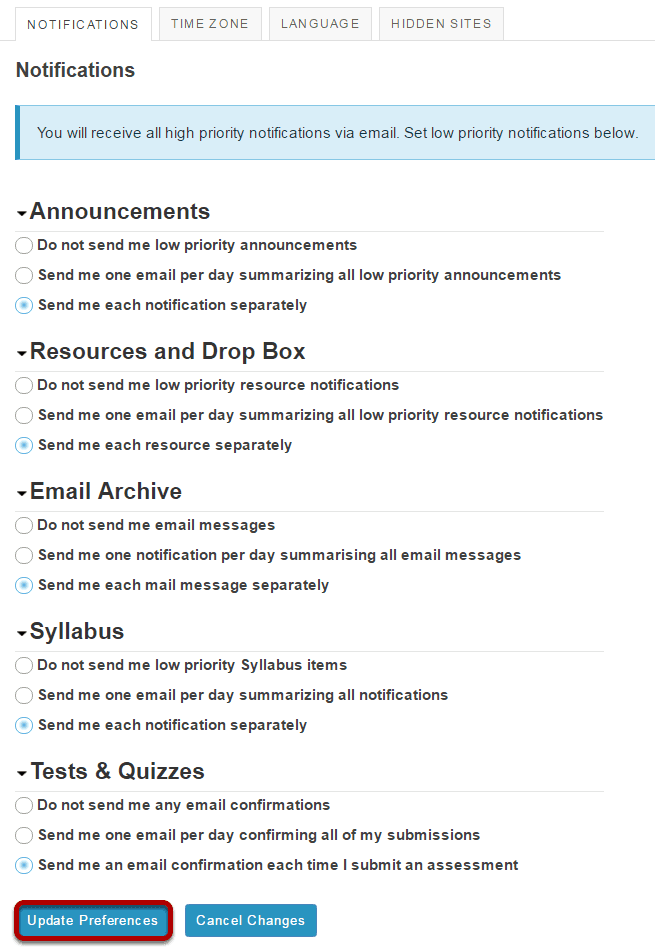 NOTIFICATIONS TIME ZONE LANGUAGE HIDDEN SITES
Notifications
You will receive all high priority notifications via email. Set low priority notifications below.
Announcements
Do not send me low priority announcements
Send me one email per day summarizing all low priority announcements
Send me each notification separately
Resources and Drop Box
Do not send me low priority resource notifications
Send me one email per day summarizing all low priority resource notifications
Send me each resource separately
Email Archive
Do not send me email messages
Send me one notification per day summarising all email messages
Send me each mail message separately
Syllabus
Do not send me low priority Syllabus items
Send me one email per day summarizing all notifications
Send me each notification separately
Tests & Quizzes
Do not send me any email confirmations
Send me one email per day confirming all of my submissions
Send me an email confirmation each time I submit an assessment
Update Preferences Cancel Changes